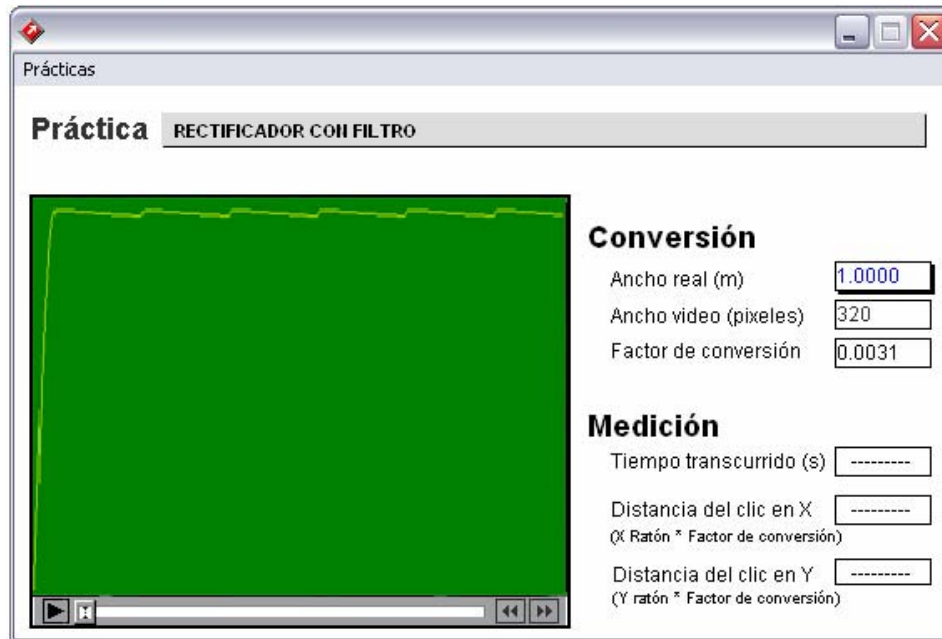 Prácticas
Práctica RECTIFICADOR CON FILTRO
Conversión
Ancho real (m) 1.0000
Ancho video (pixeles) 320
Factor de conversión 0.0031
Medición
Tiempo transcurrido (s) ---------
Distancia del clic en X ---------
(X Ratón * Factor de conversión)
Distancia del clic en Y ---------
(Y ratón * Factor de conversión)